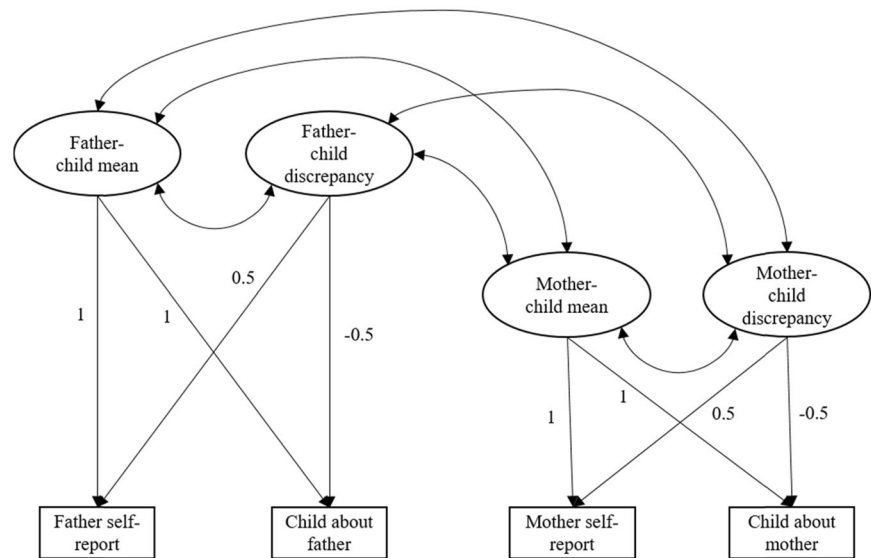 Father-
child mean
Father-
child
discrepancy
Mother-
child mean
Mother-
child
discrepancy
0.5
1
1
-0.5
1
1
0.5
-0.5
Father self-
report
Child about
father
Mother self-
report
Child about
mother